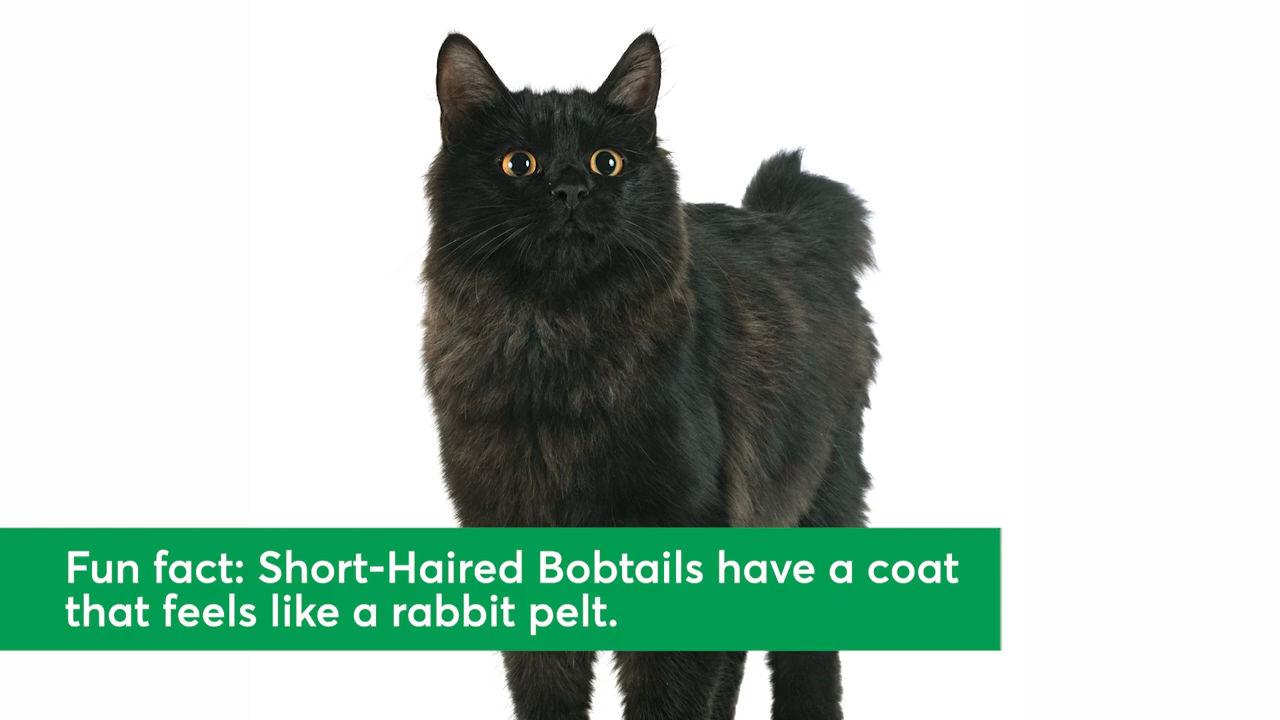 Fun fact: Short-Haired Bobtails have a coat
that feels like a rabbit pelt.